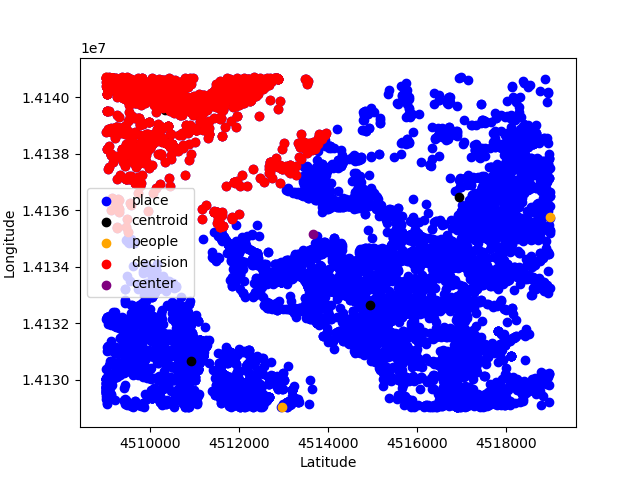 1e7
1.4140
1.4138
1.4136
1.4134
1.4132
1.4130
Longitude
place
centroid
people
decision
center
4510000 4512000 4514000 4516000 4518000
Latitude